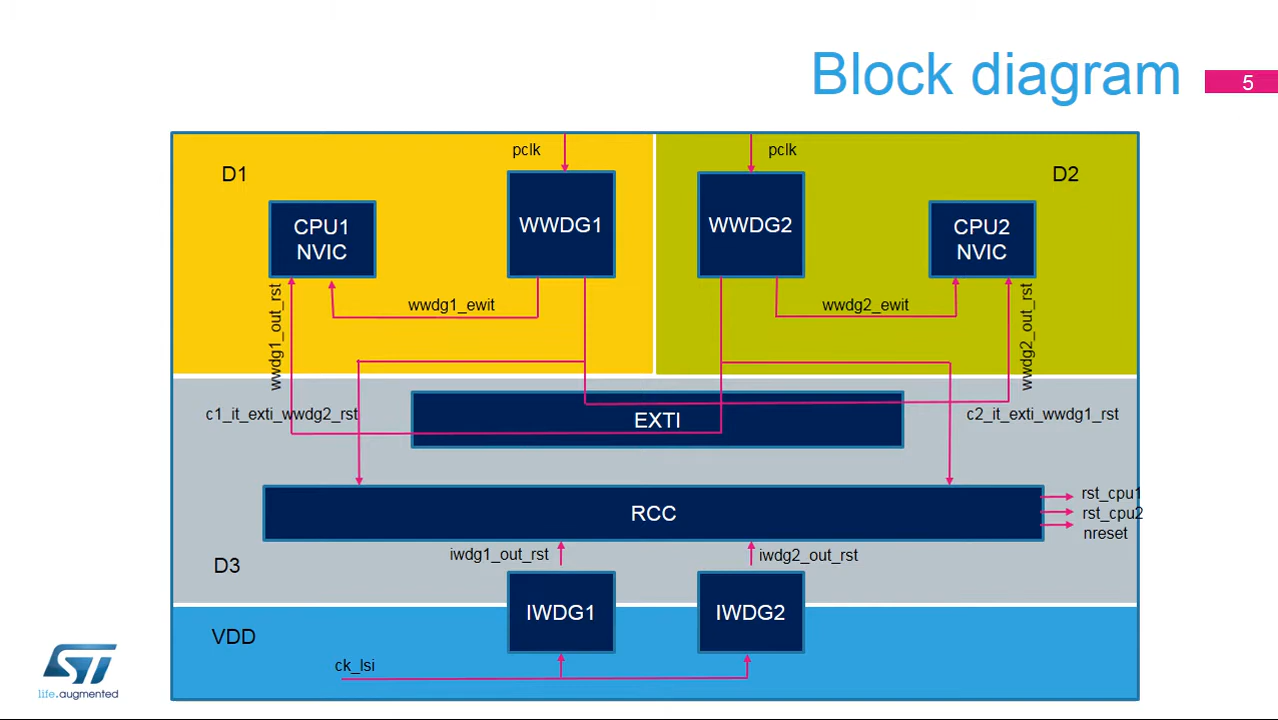 Block diagram
5
pclk
pclk
D1
D2
CPU1
NVIC
WWDG1
WWDG2
CPU2
NVIC
wwdg1_ewit
wwdg2_ewit
wwdg1_out_rst
wwdg2_out_rst
c1_it_exti_wwdg2_rst
EXTI
c2_it_exti_wwdg1_rst
RCC
rst_cpu1
rst_cpu2
nreset
iwdg1_out_rst
iwdg2_out_rst
D3
IWDG1
IWDG2
VDD
ck_lsi
ST
life.augmented